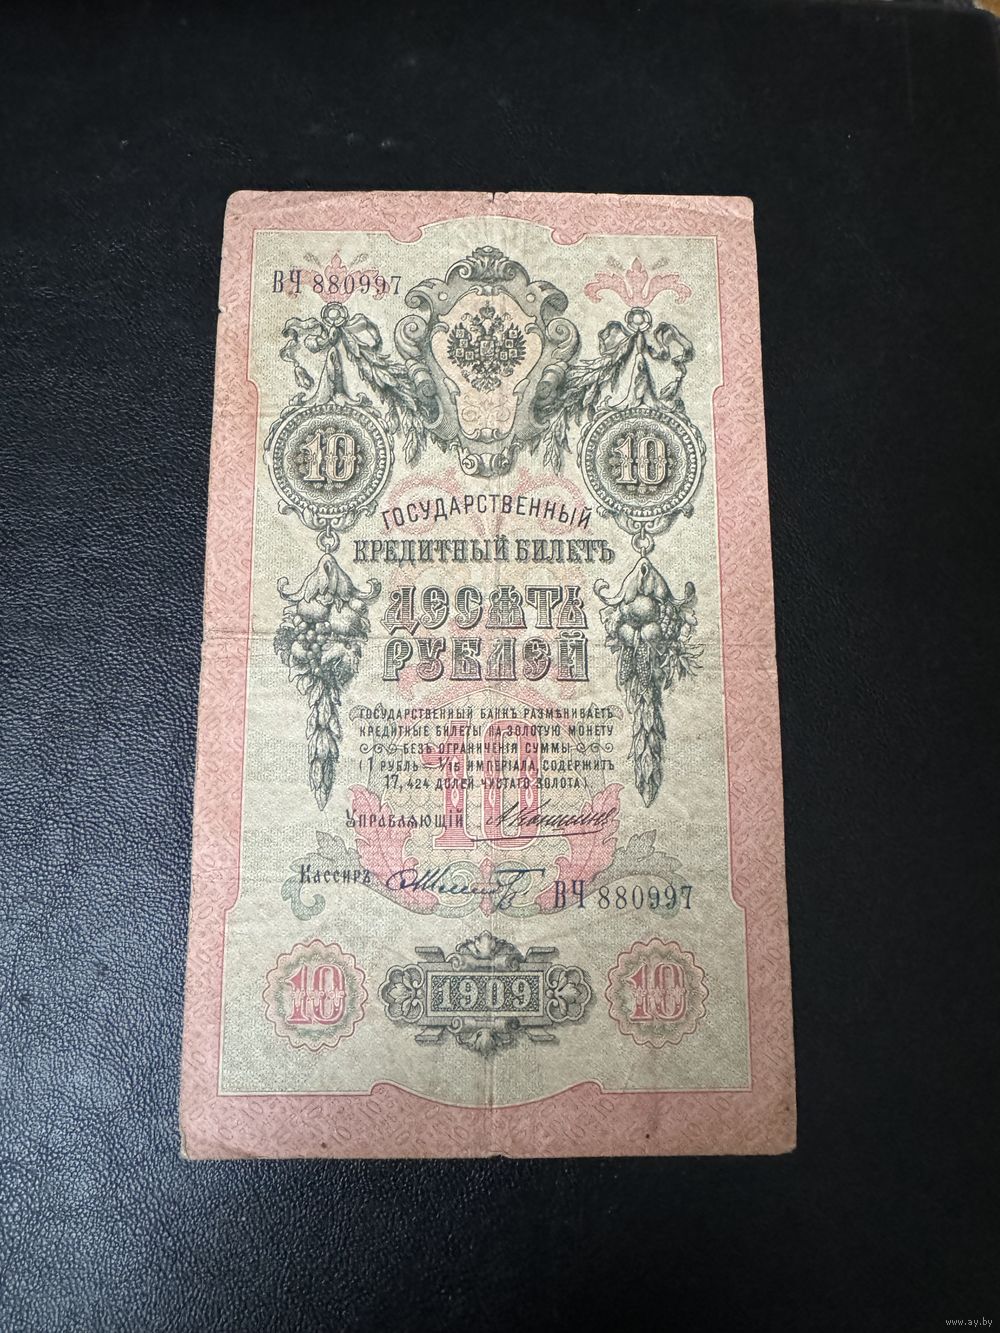 ВЧ 880997
10 10
ГОСУДАРСТВЕННЫЙ
КРЕДИТНЫЙ БИЛЕТЪ
ДЕСЯТЬ
РУБЛЕЙ
ГОСУДАРСТВЕННЫЙ БАНКЪ РАЗМѢНИВАЕТЪ
КРЕДИТНЫЕ БИЛЕТЫ НА ЗОЛОТУЮ МОНЕТУ
БЕЗЪ ОГРАНИЧЕНІЯ СУММЫ
(1 РУБЛЬ = 1/15 ИМПЕРІАЛА, СОДЕРЖИТЪ
17,424 ДОЛЕЙ ЧИСТАГО ЗОЛОТА).
10
Управляющій
Кассиръ
ВЧ 880997
10 1909 10
www.ay.by